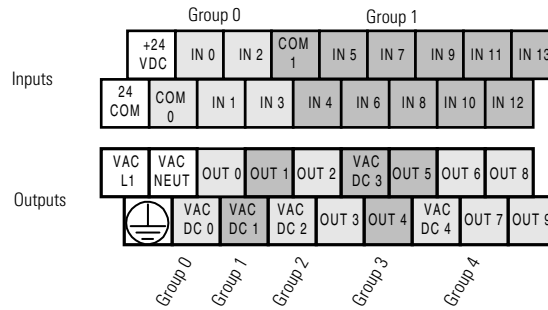 Group 0 Group 1
Inputs
+24 VDC IN 0 IN 2 COM 1 IN 5 IN 7 IN 9 IN 11 IN 13
24 COM COM 0 IN 1 IN 3 IN 4 IN 6 IN 8 IN 10 IN 12
Outputs
VAC L1 VAC NEUT OUT 0 OUT 1 OUT 2 VAC DC 3 OUT 5 OUT 6 OUT 8
VAC DC 0 VAC DC 1 VAC DC 2 OUT 3 OUT 4 VAC DC 4 OUT 7 OUT 9
Group 0 Group 1 Group 2 Group 3 Group 4